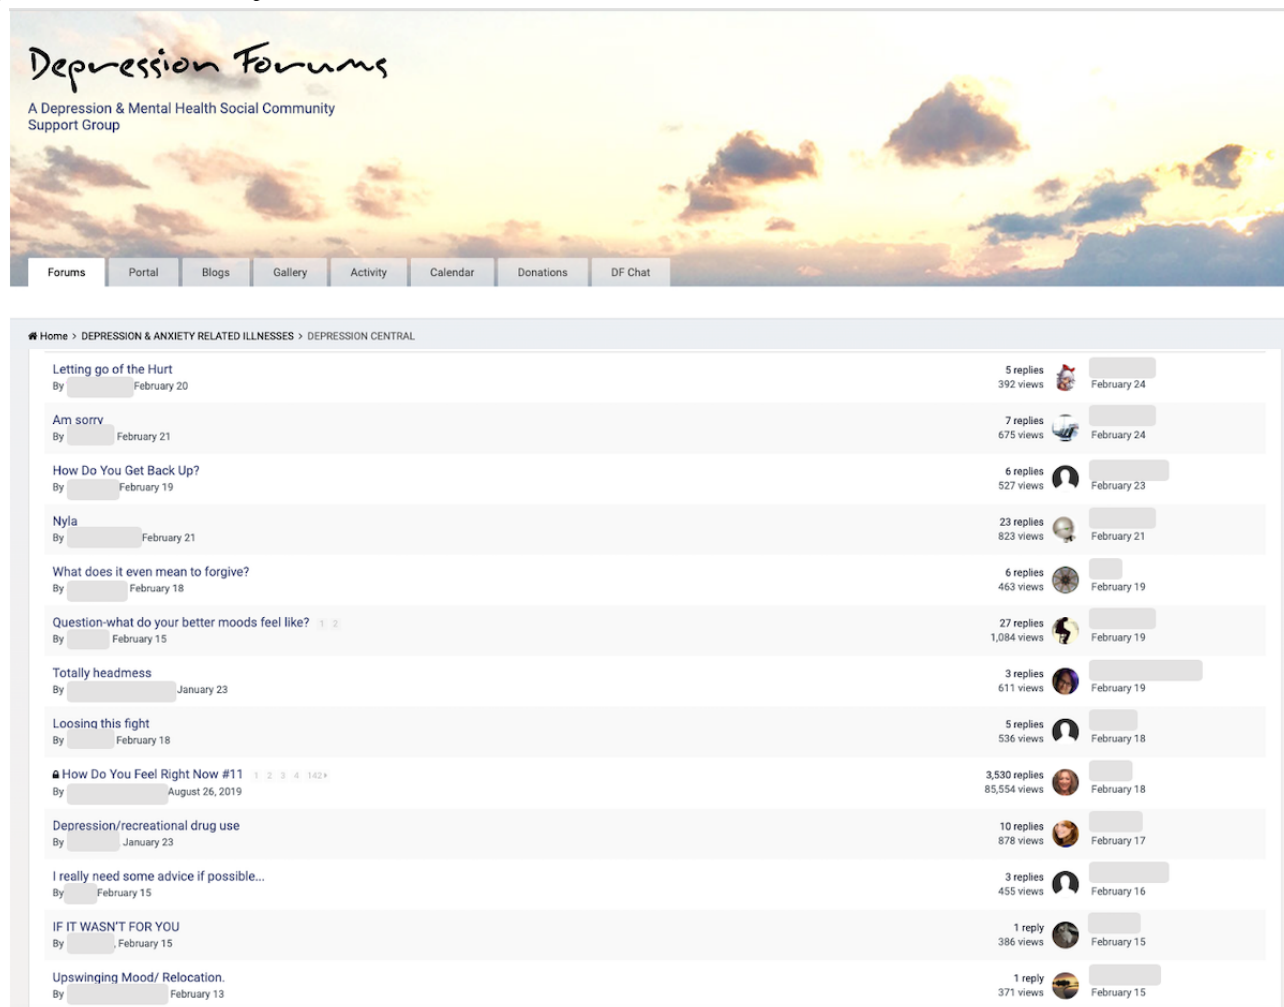 Depression Forums
A Depression & Mental Health Social Community
Support Group
Forums Portal Blogs Gallery Activity Calendar Donations DF Chat
Home > DEPRESSION & ANXIETY RELATED ILLNESSES > DEPRESSION CENTRAL
Letting go of the Hurt 5 replies
By February 20 392 views February 24
Am sorry 7 replies
By February 21 675 views February 24
How Do You Get Back Up? 6 replies
By February 19 527 views February 23
Nyla 23 replies
By February 21 823 views February 21
What does it even mean to forgive? 6 replies
By February 18 463 views February 19
Question-what do your better moods feel like? 1 2 27 replies
By February 15 1,084 views February 19
Totally headmess 3 replies
By January 23 611 views February 19
Loosing this fight 5 replies
By February 18 536 views February 18
How Do You Feel Right Now #11 1 2 3 4 142 3,530 replies
By August 26, 2019 85,554 views February 18
Depression/recreational drug use 10 replies
By January 23 878 views February 17
I really need some advice if possible... 3 replies
By February 15 455 views February 16
IF IT WASN'T FOR YOU 1 reply
By , February 15 386 views February 15
Upswinging Mood/ Relocation. 1 reply
By February 13 371 views February 15